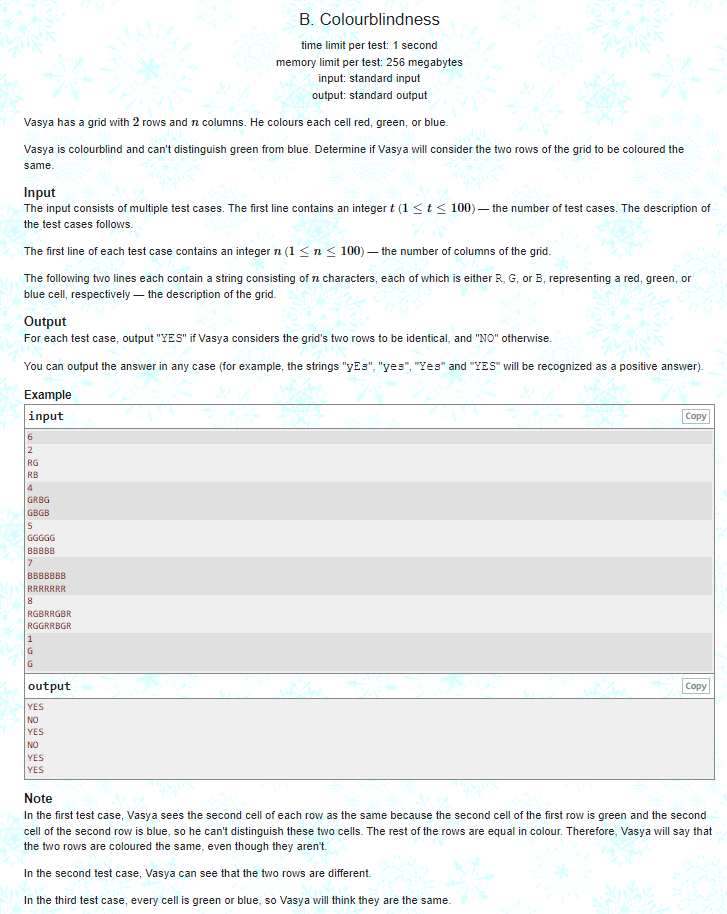 B. Colourblindness
time limit per test: 1 second
memory limit per test: 256 megabytes
input: standard input
output: standard output
Vasya has a grid with 2 rows and n columns. He colours each cell red, green, or blue.
Vasya is colourblind and can't distinguish green from blue. Determine if Vasya will consider the two rows of the grid to be coloured the
same.
Input
The input consists of multiple test cases. The first line contains an integer t (1 ≤ t ≤ 100) — the number of test cases. The description of
the test cases follows.
The first line of each test case contains an integer n (1 ≤ n ≤ 100) — the number of columns of the grid.
The following two lines each contain a string consisting of n characters, each of which is either R, G, or B, representing a red, green, or
blue cell, respectively — the description of the grid.
Output
For each test case, output "YES" if Vasya considers the grid's two rows to be identical, and "NO" otherwise.
You can output the answer in any case (for example, the strings "yEs", "yes", "Yes" and "YES" will be recognized as a positive answer).
Example
input
Copy
6
2
RG
RB
4
GRBG
GBGB
5
GGGGG
BBBBB
7
BBBBBBB
RRRRRRR
8
RGBRRGBR
RGGRRBGR
1
G
G
output
Copy
YES
NO
YES
NO
YES
YES
Note
In the first test case, Vasya sees the second cell of each row as the same because the second cell of the first row is green and the second
cell of the second row is blue, so he can't distinguish these two cells. The rest of the rows are equal in colour. Therefore, Vasya will say that
the two rows are coloured the same, even though they aren't.
In the second test case, Vasya can see that the two rows are different.
In the third test case, every cell is green or blue, so Vasya will think they are the same.